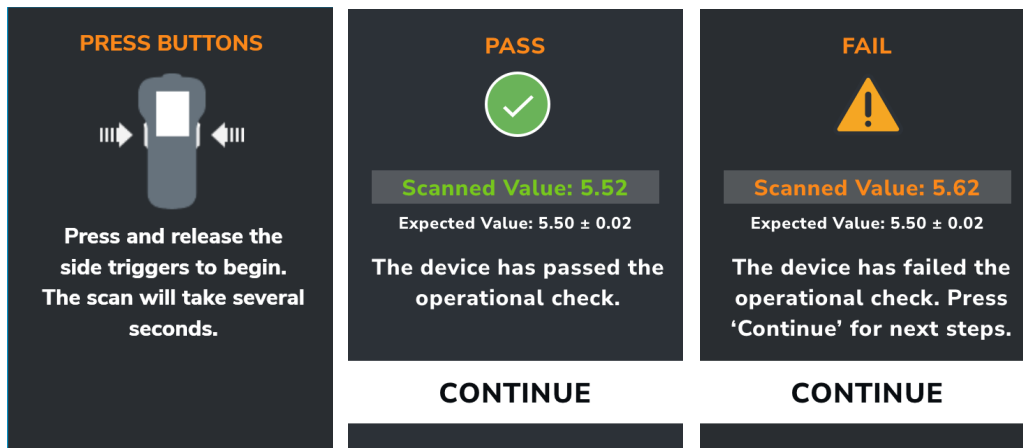 PRESS BUTTONS
Press and release the
side triggers to begin.
The scan will take several
seconds.
PASS
Scanned Value: 5.52
Expected Value: 5.50 ± 0.02
The device has passed the
operational check.
CONTINUE
FAIL
Scanned Value: 5.62
Expected Value: 5.50 ± 0.02
The device has failed the
operational check. Press
‘Continue’ for next steps.
CONTINUE